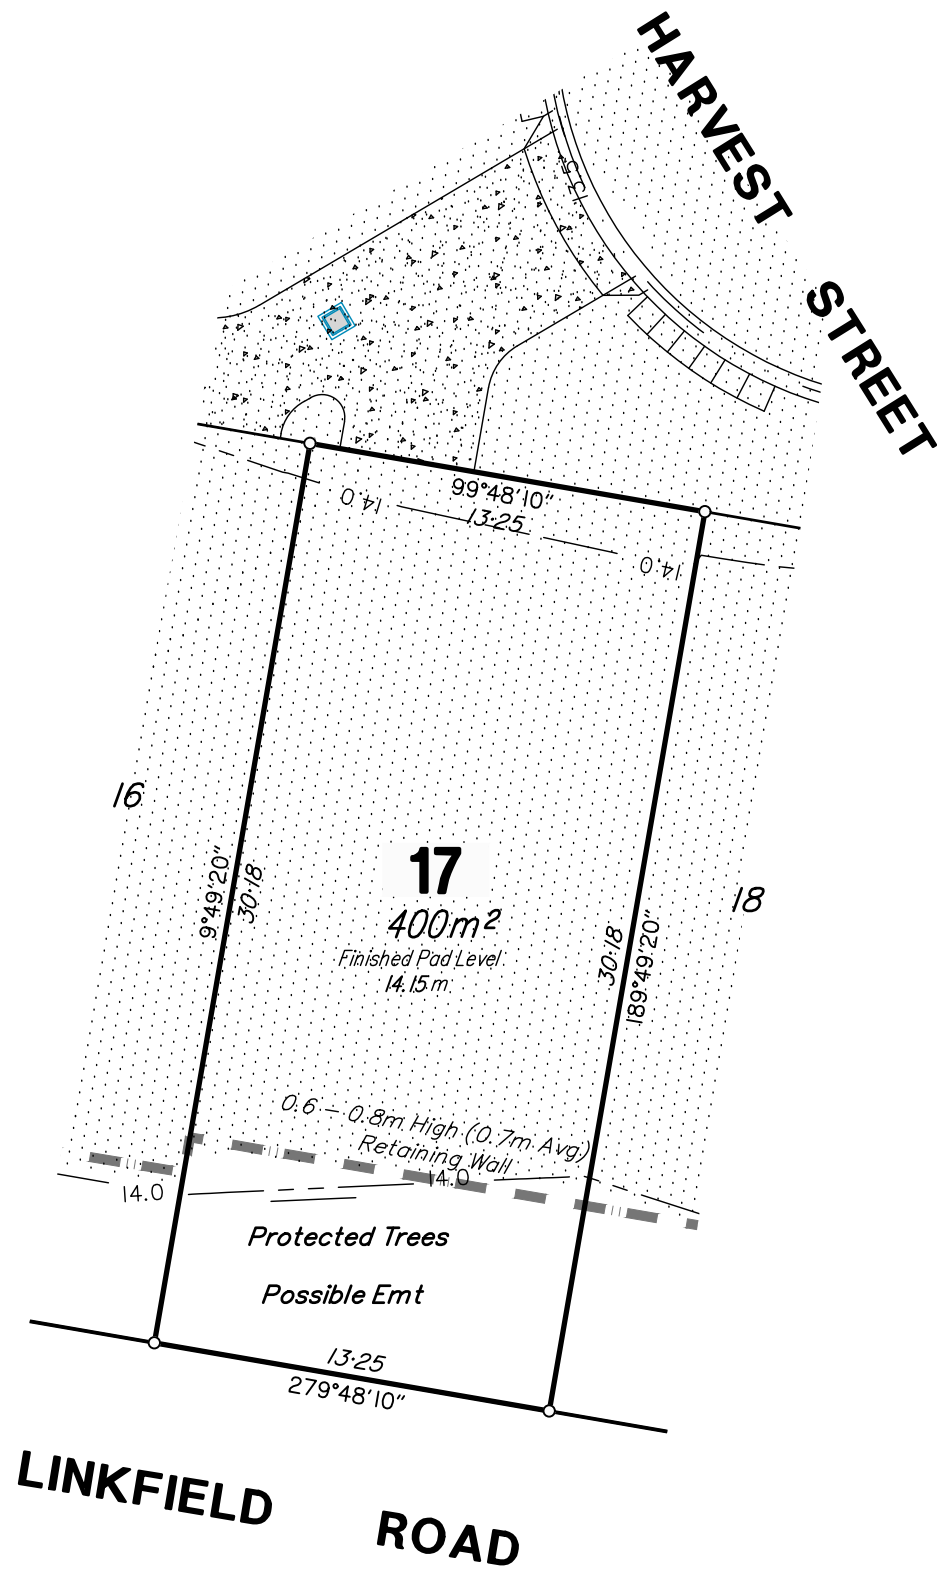 HARVEST
STREET
13.5
99°48'10"
13·25
14.0
14.0
16
9°49'20"
30·18
17
400m²
Finished Pad Level
14.15m
18
30·18
189°49'20"
0.6 – 0.8m High (0.7m Avg)
Retaining Wall
14.0
14.0
Protected Trees
Possible Emt
13·25
279°48'10"
LINKFIELD ROAD